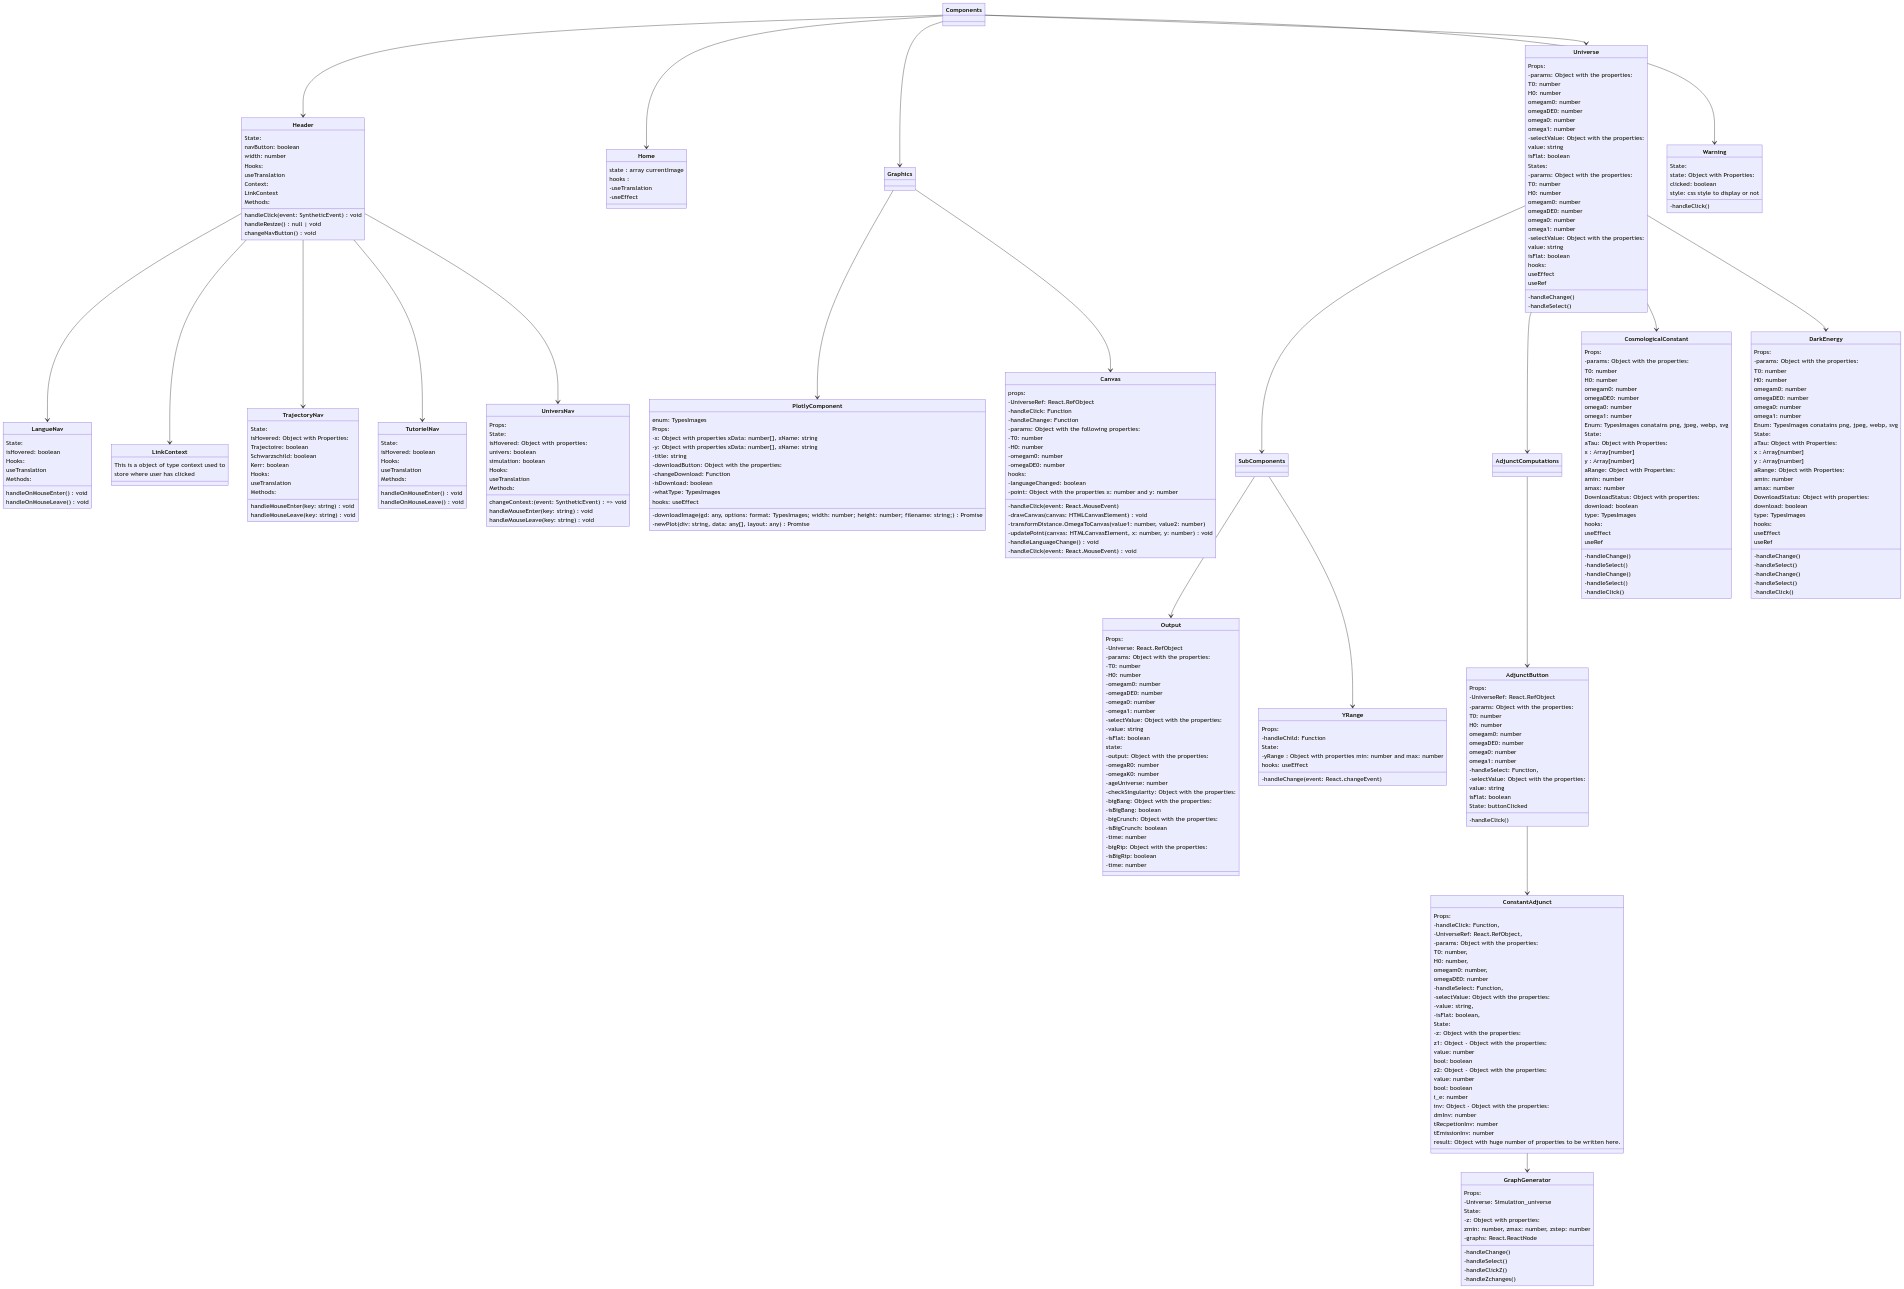 Components
Universe
Props:
-params: Object with the properties:
T0: number
H0: number
omegam0: number
omegaDE0: number
omega0: number
omega1: number
-selectValue: Object with the properties:
value: string
isFlat: boolean
States:
-params: Object with the properties:
T0: number
H0: number
omegam0: number
omegaDE0: number
omega0: number
omega1: number
-selectValue: Object with the properties:
value: string
isFlat: boolean
hooks:
useEffect
useRef
-handleChange()
-handleSelect()
Header
State:
navButton: boolean
width: number
Hooks:
useTranslation
Context:
LinkContext
Methods:
handleClick(event: SyntheticEvent) : void
handleResize() : null | void
changeNavButton() : void
Home
state : array currentImage
hooks :
-useTranslation
-useEffect
Graphics
Warning
State:
state: Object with Properties:
clicked: boolean
style: css style to display or not
-handleClick()
LangueNav
State:
isHovered: boolean
Hooks:
useTranslation
Methods:
handleOnMouseEnter() : void
handleOnMouseLeave() : void
LinkContext
This is a object of type context used to
store where user has clicked
TrajectoryNav
State:
isHovered: Object with Properties:
Trajectoire: boolean
Schwarzschild: boolean
Kerr: boolean
Hooks:
useTranslation
Methods:
handleMouseEnter(key: string) : void
handleMouseLeave(key: string) : void
TutorielNav
State:
isHovered: boolean
Hooks:
useTranslation
Methods:
handleOnMouseEnter() : void
handleOnMouseLeave() : void
UniversNav
Props:
State:
isHovered: Object with properties:
univers: boolean
simulation: boolean
Hooks:
useTranslation
Methods:
changeContext:(event: SyntheticEvent) : => void
handleMouseEnter(key: string) : void
handleMouseLeave(key: string) : void
PlotlyComponent
enum: TypesImages
Props:
-x: Object with properties xData: number[], xName: string
-y: Object with properties xData: number[], xName: string
-title: string
-downloadButton: Object with the properties:
-changeDownload: Function
-isDownload: boolean
-whatType: TypesImages
hooks: useEffect
-downloadImage(gd: any, options: format: TypesImages; width: number; height: number; filename: string;) : Promise
-newPlot(div: string, data: any[], layout: any) : Promise
Canvas
props:
-UniverseRef: React.RefObject
-handleClick: Function
-handleChange: Function
-params: Object with the following properties:
-T0: number
-H0: number
-omegam0: number
-omegaDE0: number
hooks:
-languageChanged: boolean
-point: Object with the properties x: number and y: number
-handleClick(event: React.MouseEvent)
-drawCanvas(canvas: HTMLCanvasElement) : void
-transformDistance.OmegaToCanvas(value1: number, value2: number)
-updatePoint(canvas: HTMLCanvasElement, x: number, y: number) : void
-handleLanguageChange() : void
-handleClick(event: React.MouseEvent) : void
SubComponents
AdjunctComputations
CosmologicalConstant
Props:
-params: Object with the properties:
T0: number
H0: number
omegam0: number
omegaDE0: number
omega0: number
omega1: number
Enum: TypesImages conatains png, jpeg, webp, svg
State:
aTau: Object with Properties:
x : Array[number]
y : Array[number]
aRange: Object with Properties:
amin: number
amax: number
DownloadStatus: Object with properties:
download: boolean
type: TypesImages
hooks:
useEffect
useRef
-handleChange()
-handleSelect()
-handleChange()
-handleSelect()
-handleClick()
DarkEnergy
Props:
-params: Object with the properties:
T0: number
H0: number
omegam0: number
omegaDE0: number
omega0: number
omega1: number
Enum: TypesImages conatains png, jpeg, webp, svg
State:
aTau: Object with Properties:
x : Array[number]
y : Array[number]
aRange: Object with Properties:
amin: number
amax: number
DownloadStatus: Object with properties:
download: boolean
type: TypesImages
hooks:
useEffect
useRef
-handleChange()
-handleSelect()
-handleChange()
-handleSelect()
-handleClick()
Output
Props:
-Universe: React.RefObject
-params: Object with the properties:
-T0: number
-H0: number
-omegam0: number
-omegaDE0: number
-omega0: number
-omega1: number
-selectValue: Object with the properties:
-value: string
-isFlat: boolean
state:
-output: Object with the properties:
-omegaR0: number
-omegaK0: number
-ageUniverse: number
-checkSingularity: Object with the properties:
-bigBang: Object with the properties:
-isBigBang: boolean
-bigCrunch: Object with the properties:
-isBigCrunch: boolean
-time: number
-bigRip: Object with the properties:
-isBigRip: boolean
-time: number
YRange
Props:
-handleChild: Function
State:
-yRange : Object with properties min: number and max: number
hooks: useEffect
-handleChange(event: React.changeEvent)
AdjunctButton
Props:
-UniverseRef: React.RefObject
-params: Object with the properties:
T0: number
H0: number
omegam0: number
omegaDE0: number
omega0: number
omega1: number
-handleSelect: Function,
-selectValue: Object with the properties:
value: string
isFlat: boolean
State: buttonClicked
-handleClick()
ConstantAdjunct
Props:
-handleClick: Function,
-UniverseRef: React.RefObject,
-params: Object with the properties:
T0: number,
H0: number,
omegam0: number,
omegaDE0: number
-handleSelect: Function,
-selectValue: Object with the properties:
-value: string,
-isFlat: boolean,
State:
-z: Object with the properties:
z1: Object - Object with the properties:
value: number
bool: boolean
z2: Object - Object with the properties:
value: number
bool: boolean
i_e: number
inv: Object - Object with the properties:
dmInv: number
tRecpetionInv: number
tEmissionInv: number
result: Object with huge number of properties to be written here.
GraphGenerator
Props:
-Universe: Simulation_universe
State:
-z: Object with properties:
zmin: number, zmax: number, zstep: number
-graphs: React.ReactNode
-handleChange()
-handleSelect()
-handleClickZ()
-handleZchanges()